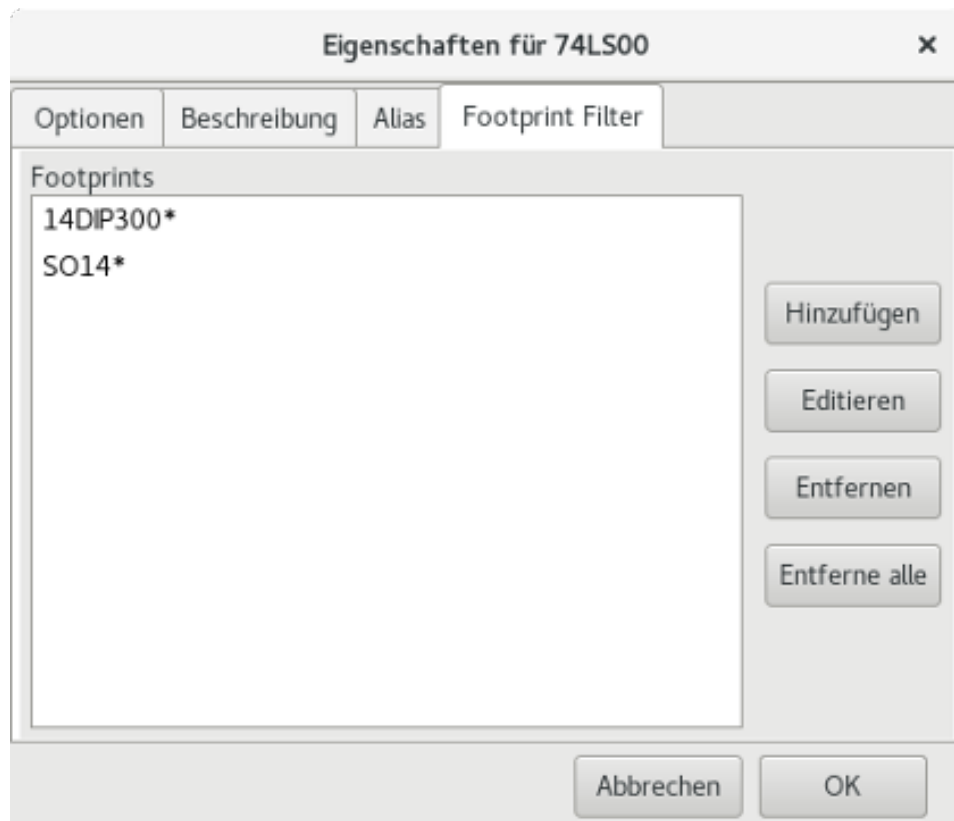 Eigenschaften für 74LS00 ×
Optionen Beschreibung Alias Footprint Filter
Footprints
14DIP300*
SO14*
Hinzufügen
Editieren
Entfernen
Entferne alle
Abbrechen OK